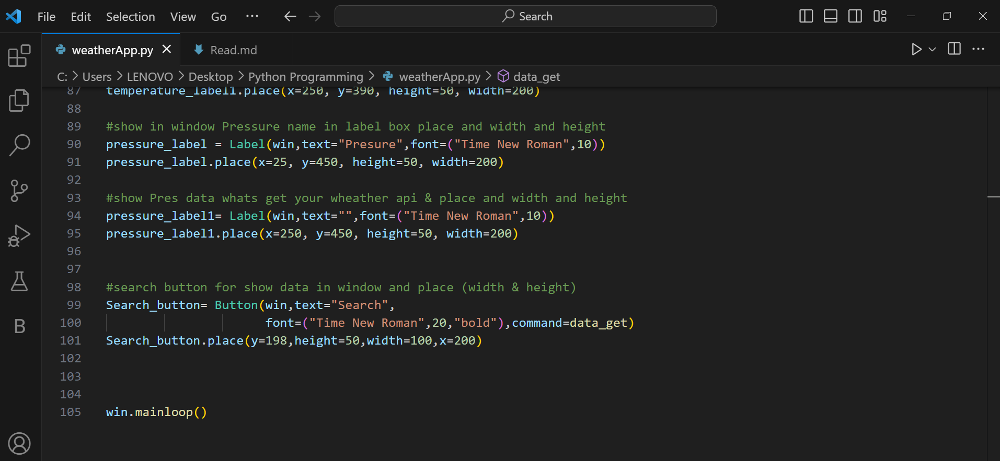 File Edit Selection View Go ··· Search
weatherApp.py Read.md
C: > Users > LENOVO > Desktop > Python Programming > weatherApp.py > data_get
87 temperature_label1.place(x=250, y=390, height=50, width=200)
88
89 #show in window Pressure name in label box place and width and height
90 pressure_label = Label(win,text="Presure",font=("Time New Roman",10))
91 pressure_label.place(x=25, y=450, height=50, width=200)
92
93 #show Pres data whats get your wheather api & place and width and height
94 pressure_label1= Label(win,text="",font=("Time New Roman",10))
95 pressure_label1.place(x=250, y=450, height=50, width=200)
96
97
98 #search button for show data in window and place (width & height)
99 Search_button= Button(win,text="Search",
100 font=("Time New Roman",20,"bold"),command=data_get)
101 Search_button.place(y=198,height=50,width=100,x=200)
102
103
104
105 win.mainloop()
B